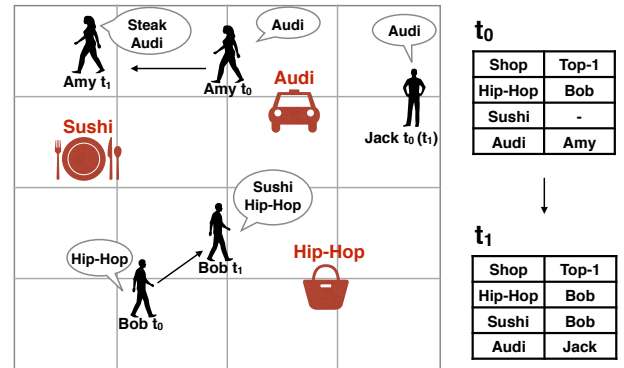 Steak
Audi
Audi
Audi
Amy t1
Amy t0
Audi
Jack t0 (t1)
Sushi
Sushi
Hip-Hop
Hip-Hop
Bob t1
Hip-Hop
Bob t0
t0
Shop Top-1
Hip-Hop Bob
Sushi -
Audi Amy
t1
Shop Top-1
Hip-Hop Bob
Sushi Bob
Audi Jack